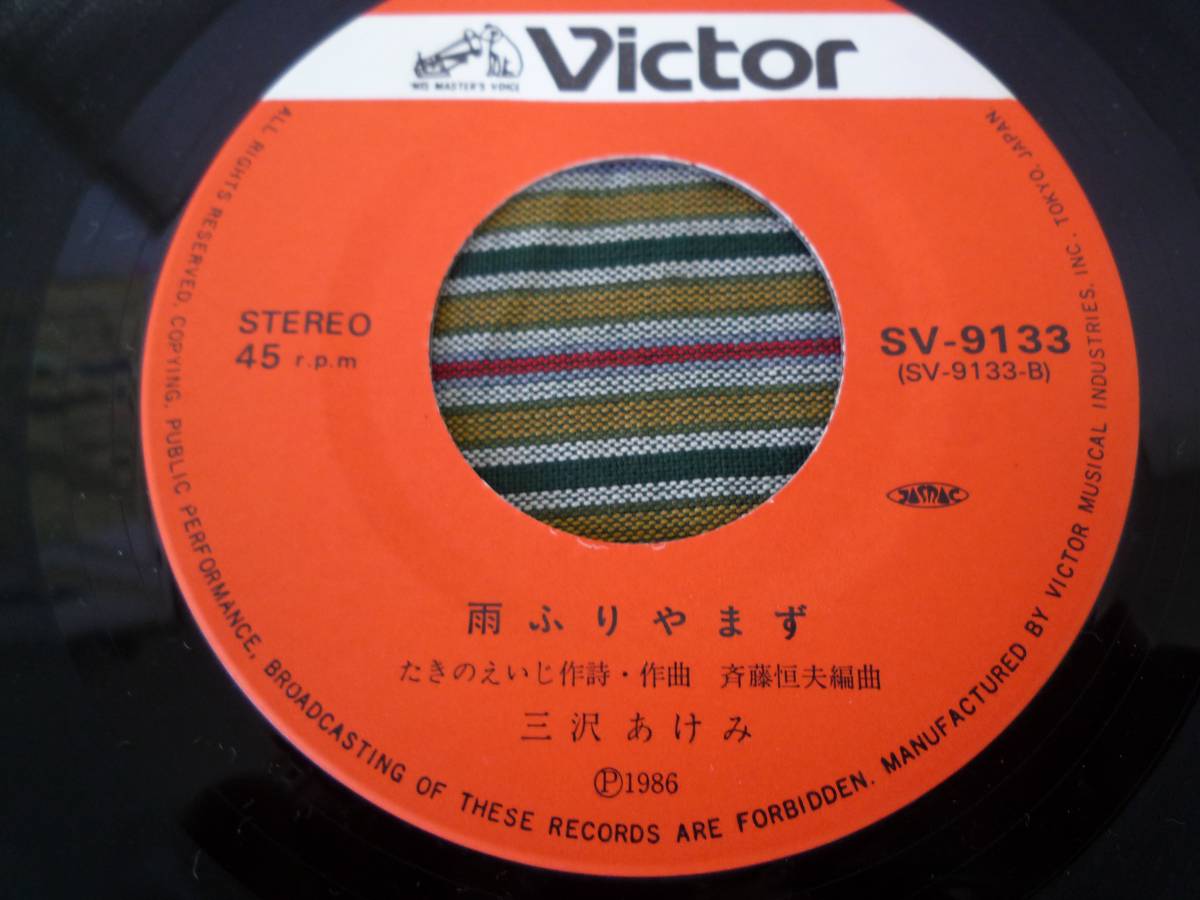 Victor
"HIS MASTER'S VOICE"
STEREO
45 r.p.m
SV-9133
(SV-9133-B)
JASRAC
雨ふりやまず
たきのえいじ作詩・作曲 斉藤恒夫編曲
三沢あけみ
Ⓟ1986
ALL RIGHTS RESERVED. COPYING, PUBLIC PERFORMANCE, BROADCASTING OF THESE RECORDS ARE FORBIDDEN. MANUFACTURED BY VICTOR MUSICAL INDUSTRIES, INC. TOKYO, JAPAN.